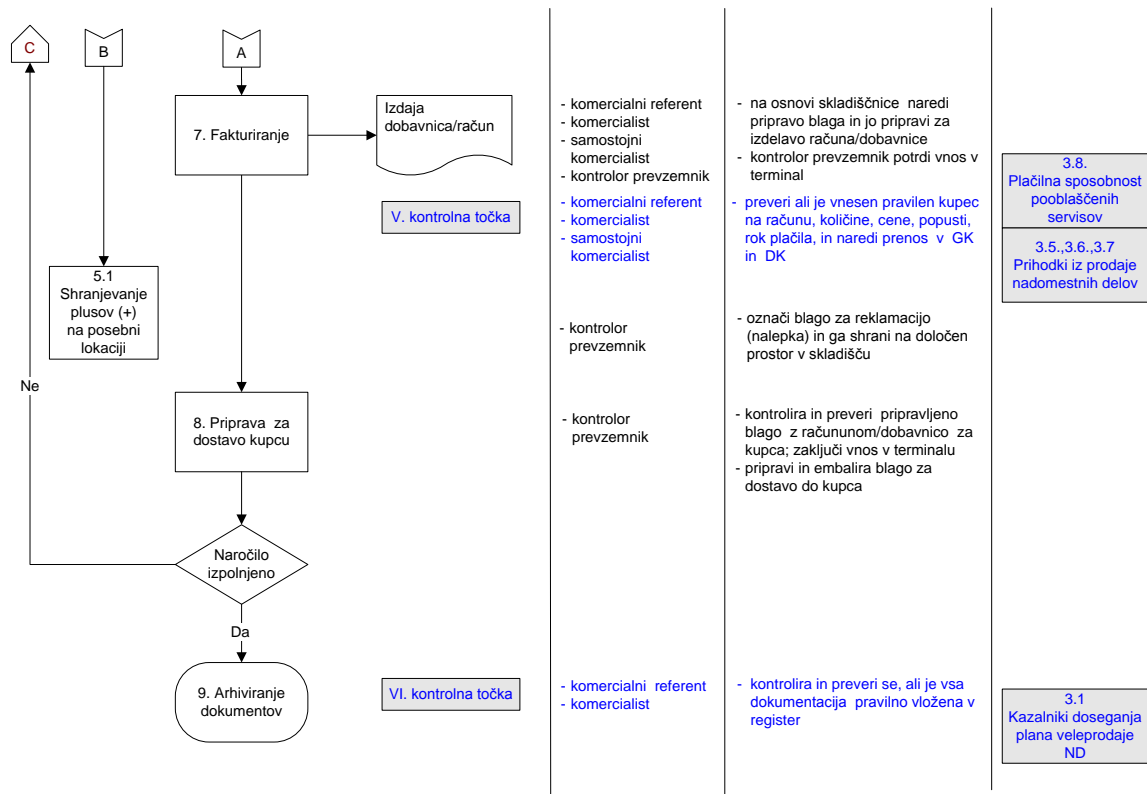 C
B
A
7. Fakturiranje
Izdaja
dobavnica/račun
- komercialni referent
- komercialist
- samostojni
komercialist
- kontrolor prevzemnik
- na osnovi skladiščnice naredi
pripravo blaga in jo pripravi za
izdelavo računa/dobavnice
- kontrolor prevzemnik potrdi vnos v
terminal
3.8.
Plačilna sposobnost
pooblaščenih
servisov
V. kontrolna točka
- komercialni referent
- komercialist
- samostojni
komercialist
- preveri ali je vnesen pravilen kupec
na računu, količine, cene, popusti,
rok plačila, in naredi prenos v GK
in DK
3.5.,3.6.,3.7
Prihodki iz prodaje
nadomestnih delov
5.1
Shranjevanje
plusov (+)
na posebni
lokaciji
- kontrolor
prevzemnik
- označi blago za reklamacijo
(nalepka) in ga shrani na določen
prostor v skladišču
Ne
8. Priprava za
dostavo kupcu
- kontrolor
prevzemnik
- kontrolira in preveri pripravljeno
blago z račununom/dobavnico za
kupca; zaključi vnos v terminalu
- pripravi in embalira blago za
dostavo do kupca
Naročilo
izpolnjeno
Da
9. Arhiviranje
dokumentov
VI. kontrolna točka
- komercialni referent
- komercialist
- kontrolira in preveri se, ali je vsa
dokumentacija pravilno vložena v
register
3.1
Kazalniki doseganja
plana veleprodaje
ND